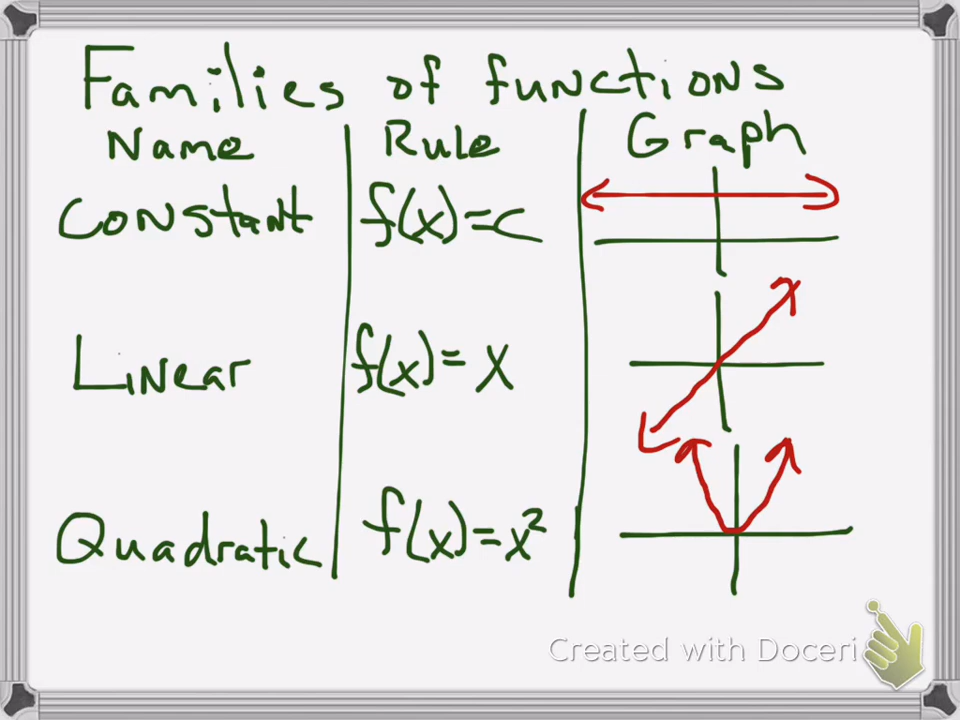 Families of functions
Name Rule Graph
Constant f(x)=c
Linear f(x)=x
Quadratic f(x)=x²
Created with Doceri